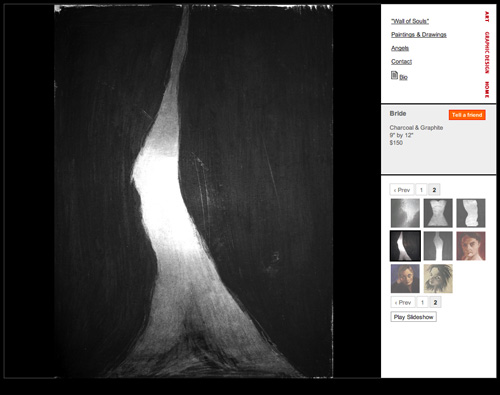 "Wall of Souls"
Paintings & Drawings
Angels
Contact
Bio
ART
GRAPHIC DESIGN
HOME
Bride
Tell a friend
Charcoal & Graphite
9" by 12"
$150
‹ Prev 1 2
‹ Prev 1 2
Play Slideshow